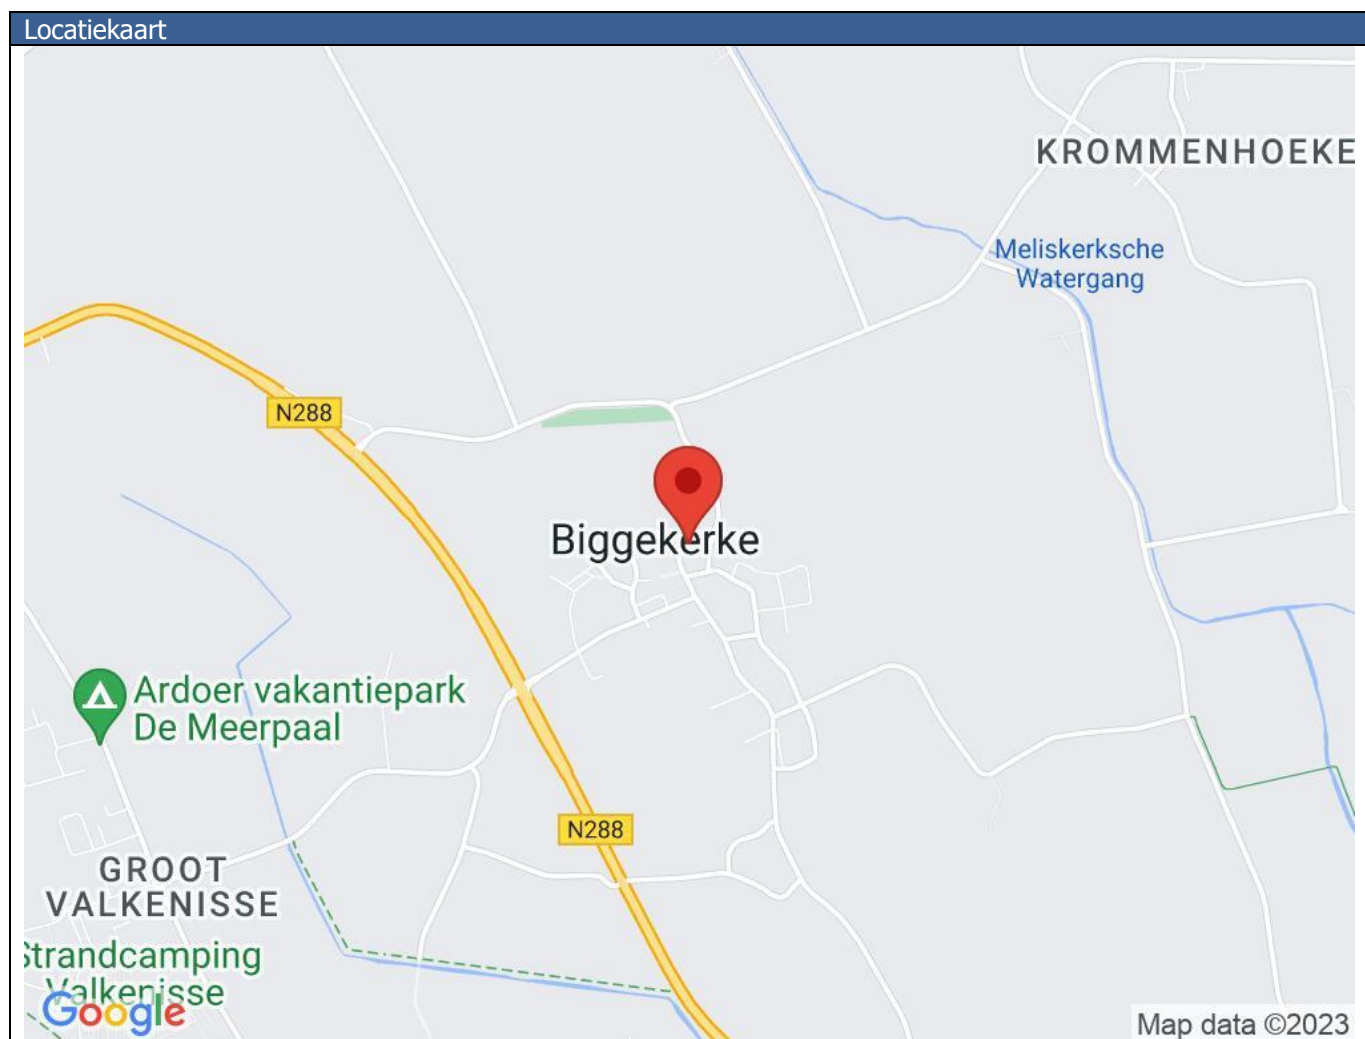 Locatiekaart
KROMMENHOEKE
Meliskerksche
Watergang
N288
Biggekerke
Ardoer vakantiepark
De Meerpaal
N288
GROOT
VALKENISSE
Strandcamping
Valkenisse
Google
Map data ©2023